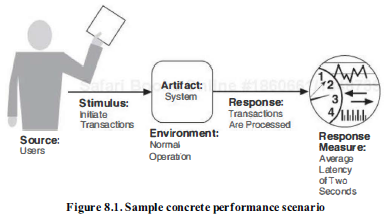 Source:
Users
Stimulus:
Initiate
Transactions
Artifact:
System
Environment:
Normal
Operation
Response:
Transactions
Are Processed
1
2
3
4
Response
Measure:
Average
Latency
of Two
Seconds
Figure 8.1. Sample concrete performance scenario